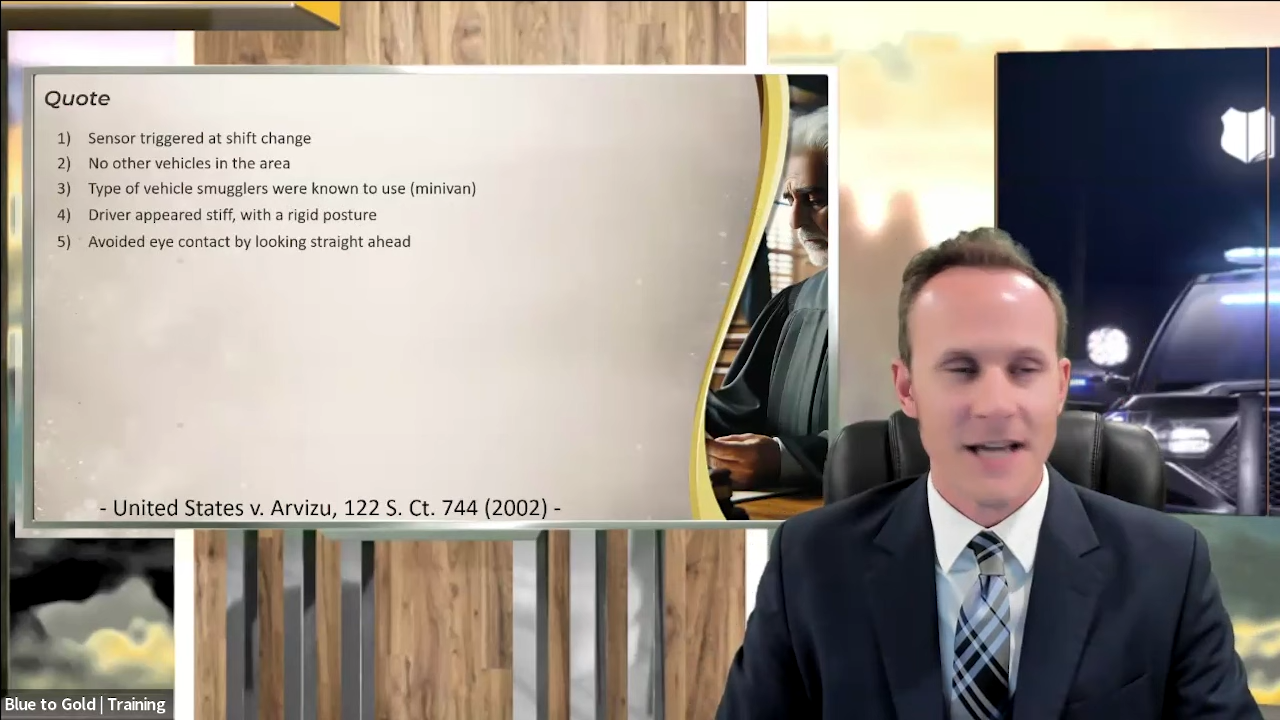 Quote
1) Sensor triggered at shift change
2) No other vehicles in the area
3) Type of vehicle smugglers were known to use (minivan)
4) Driver appeared stiff, with a rigid posture
5) Avoided eye contact by looking straight ahead
- United States v. Arvizu, 122 S. Ct. 744 (2002) -
Blue to Gold | Training